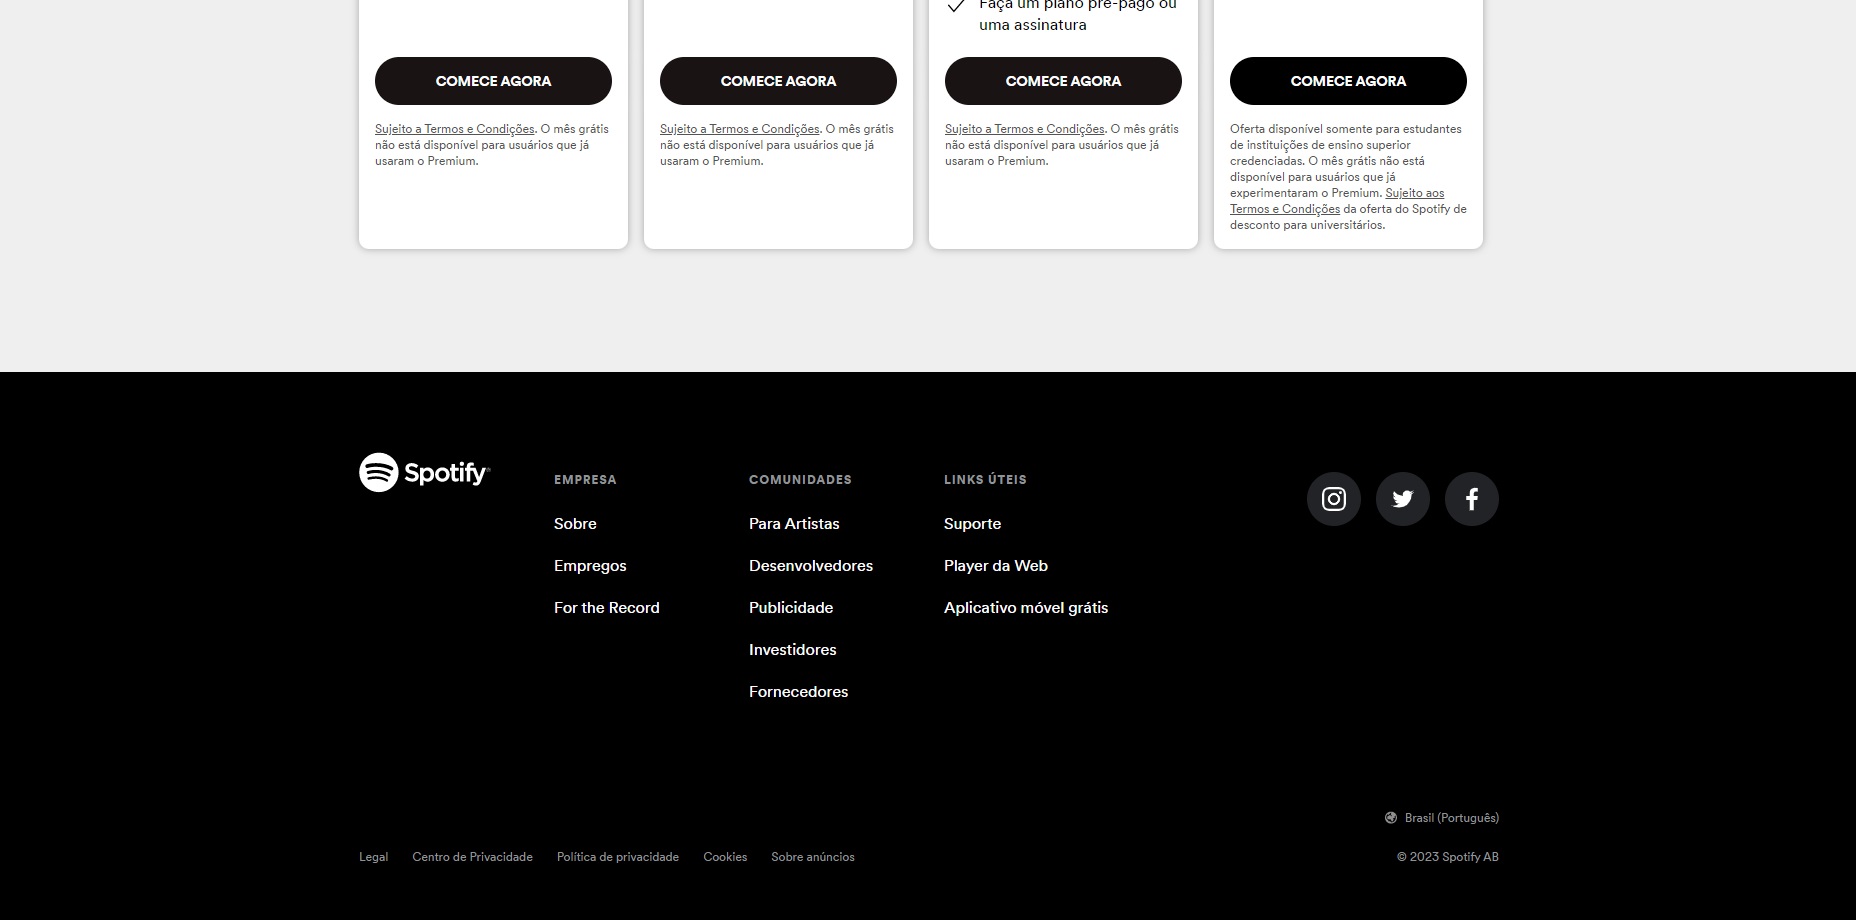 Faça um plano pré-pago ou
uma assinatura
COMECE AGORA
Sujeito a Termos e Condições. O mês grátis
não está disponível para usuários que já
usaram o Premium.
COMECE AGORA
Sujeito a Termos e Condições. O mês grátis
não está disponível para usuários que já
usaram o Premium.
COMECE AGORA
Sujeito a Termos e Condições. O mês grátis
não está disponível para usuários que já
usaram o Premium.
COMECE AGORA
Oferta disponível somente para estudantes
de instituições de ensino superior
credenciadas. O mês grátis não está
disponível para usuários que já
experimentaram o Premium. Sujeito aos
Termos e Condições da oferta do Spotify de
desconto para universitários.
Spotify®
EMPRESA
Sobre
Empregos
For the Record
COMUNIDADES
Para Artistas
Desenvolvedores
Publicidade
Investidores
Fornecedores
LINKS ÚTEIS
Suporte
Player da Web
Aplicativo móvel grátis
Brasil (Português)
Legal
Centro de Privacidade
Política de privacidade
Cookies
Sobre anúncios
© 2023 Spotify AB